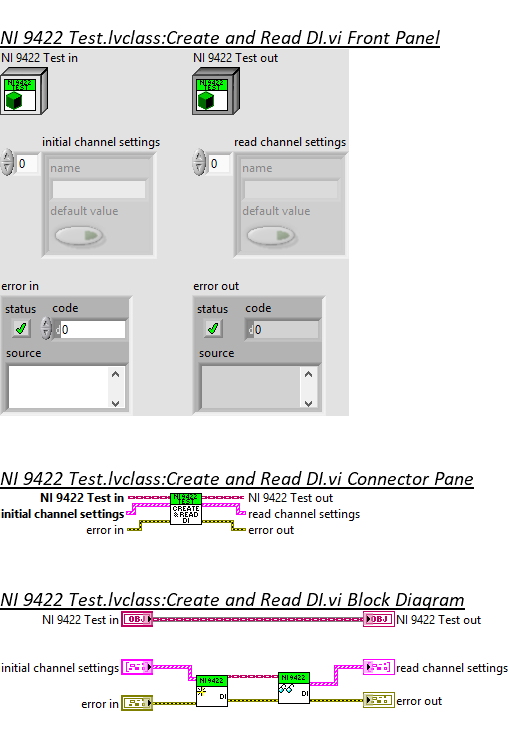 NI 9422 Test.lvclass:Create and Read DI.vi Front Panel
NI 9422 Test in
NI 9422 Test out
NI 9422
TEST
NI 9422
TEST
initial channel settings
read channel settings
0
name
default value
0
name
default value
error in
error out
status code
d0
source
status code
d0
source
NI 9422 Test.lvclass:Create and Read DI.vi Connector Pane
NI 9422 Test in
NI 9422
TEST
CREATE
& READ
DI
NI 9422 Test out
initial channel settings
read channel settings
error in
error out
NI 9422 Test.lvclass:Create and Read DI.vi Block Diagram
NI 9422 Test in
OBJ
OBJ
NI 9422 Test out
initial channel settings
NI 9422
DI
NI 9422
DI
read channel settings
error in
error out